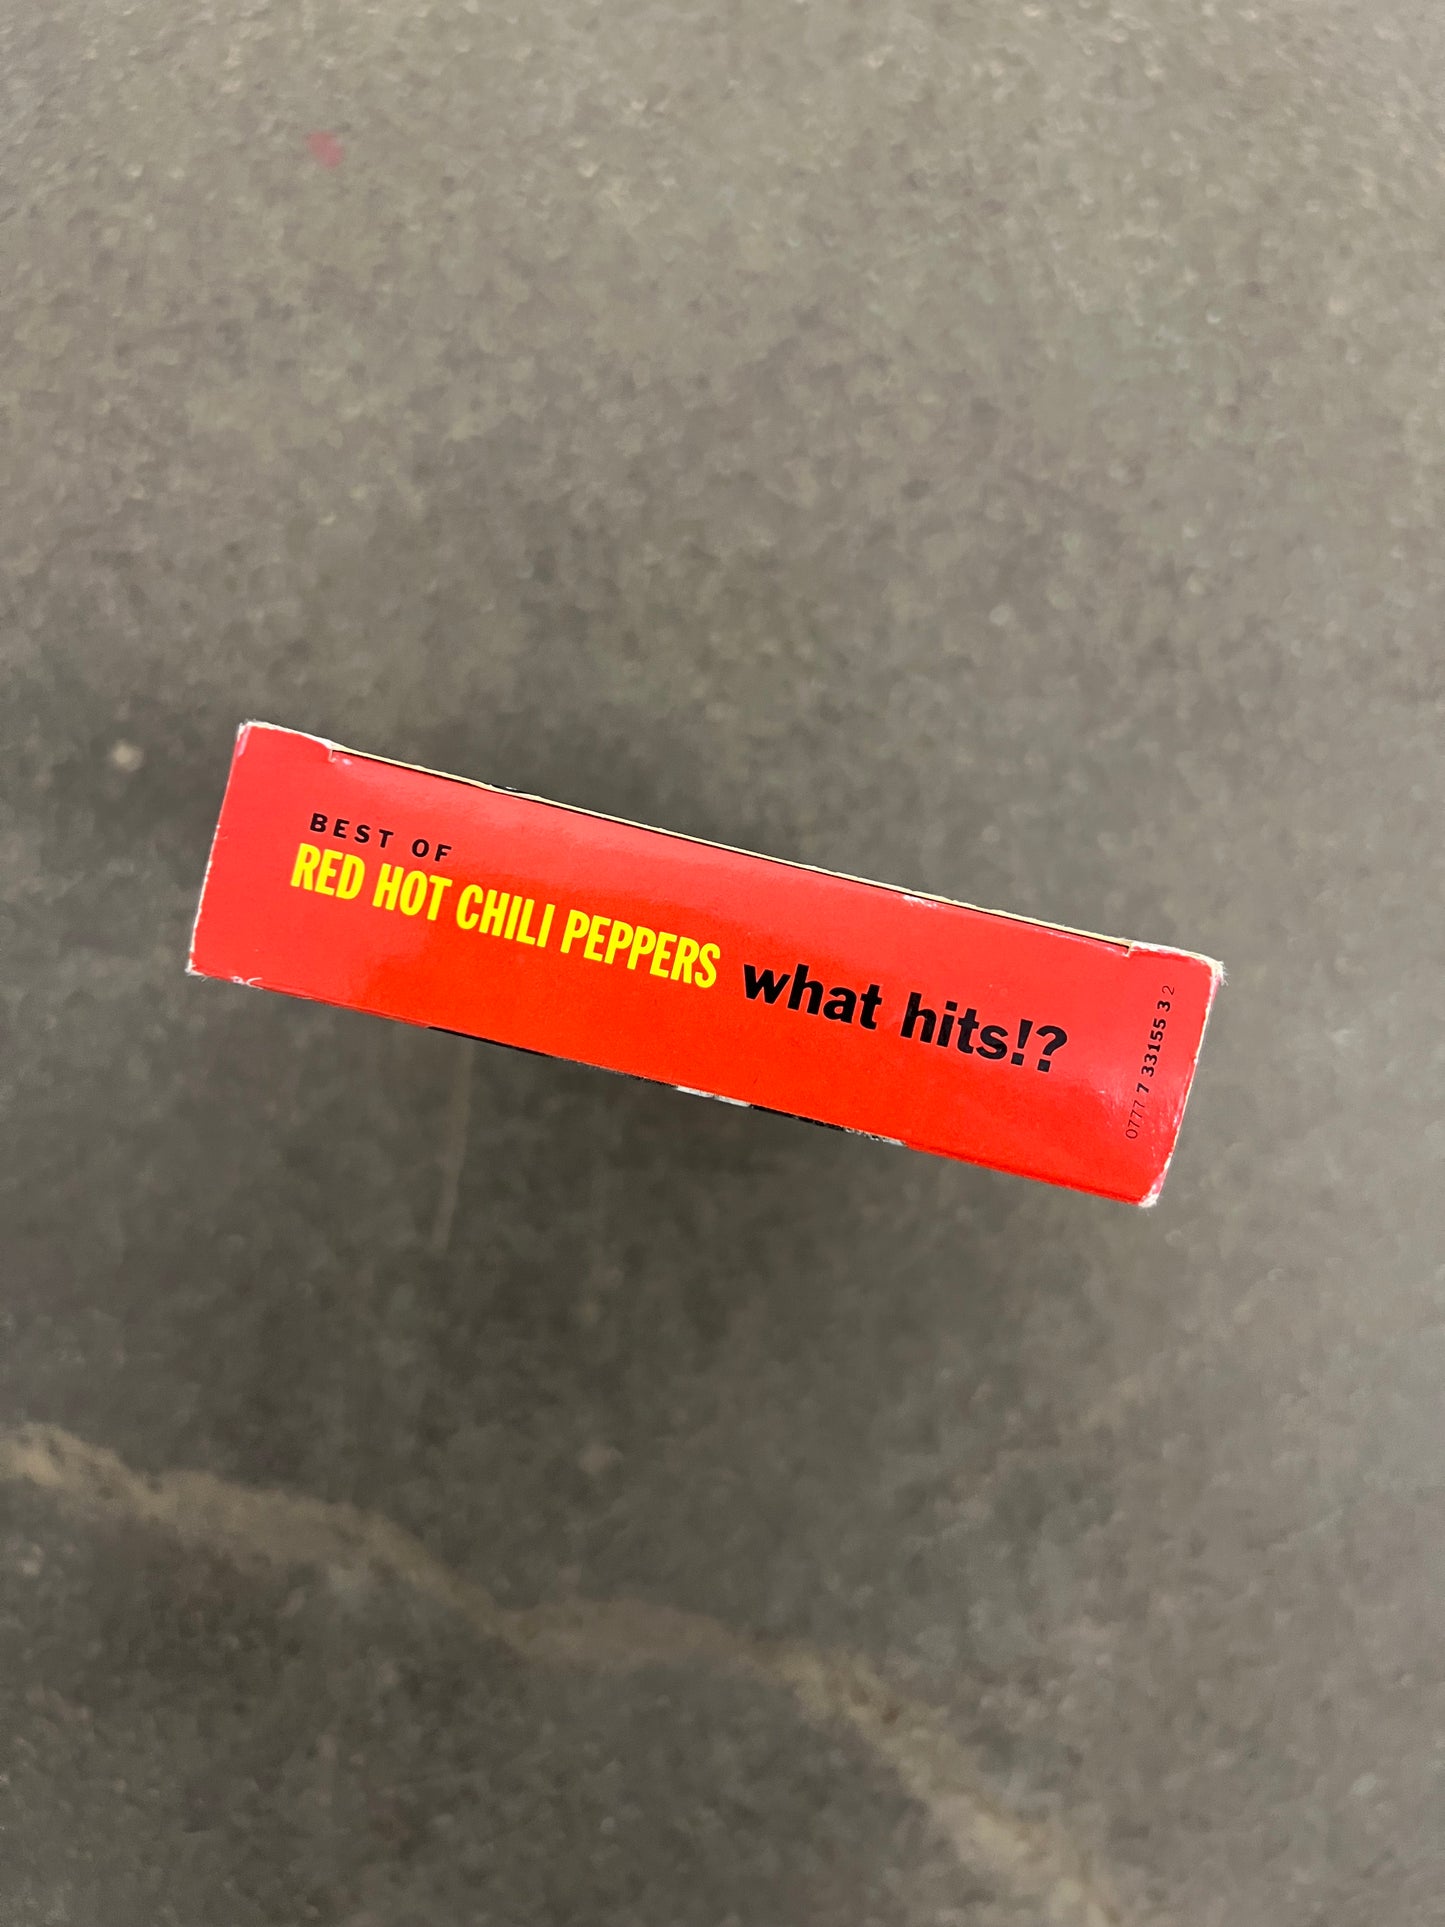 BEST OF
RED HOT CHILI PEPPERS what hits!?
0777 7 33155 3 2